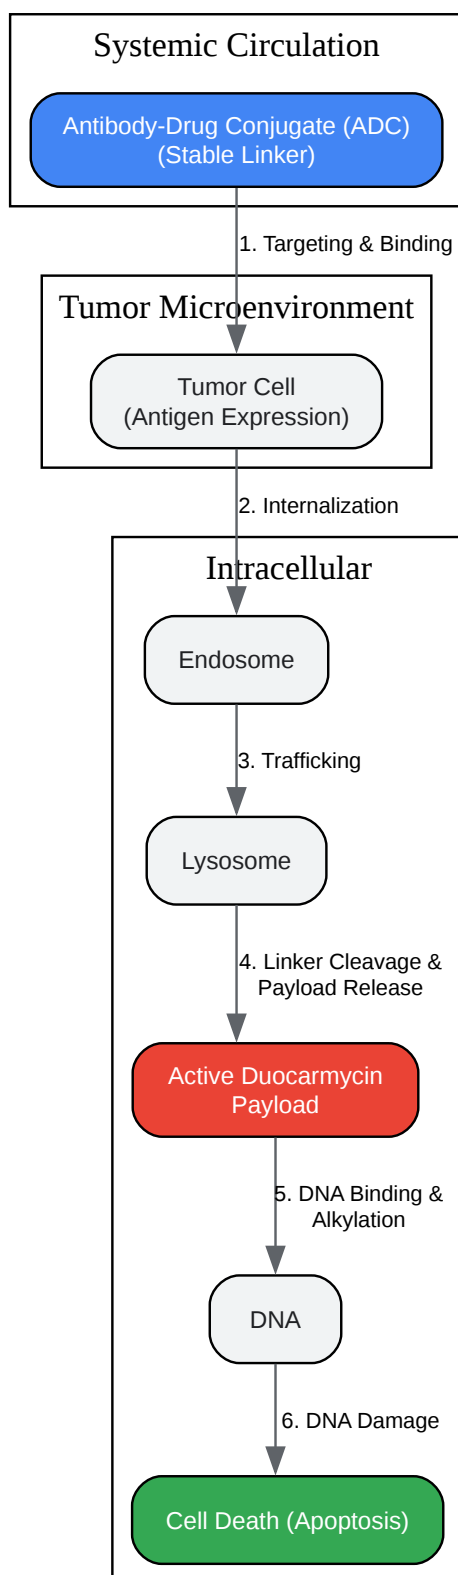 Systemic Circulation
Antibody-Drug Conjugate (ADC)
(Stable Linker)
1. Targeting & Binding
Tumor Microenvironment
Tumor Cell
(Antigen Expression)
2. Internalization
Intracellular
Endosome
3. Trafficking
Lysosome
4. Linker Cleavage &
Payload Release
Active Duocarmycin
Payload
5. DNA Binding &
Alkylation
DNA
6. DNA Damage
Cell Death (Apoptosis)